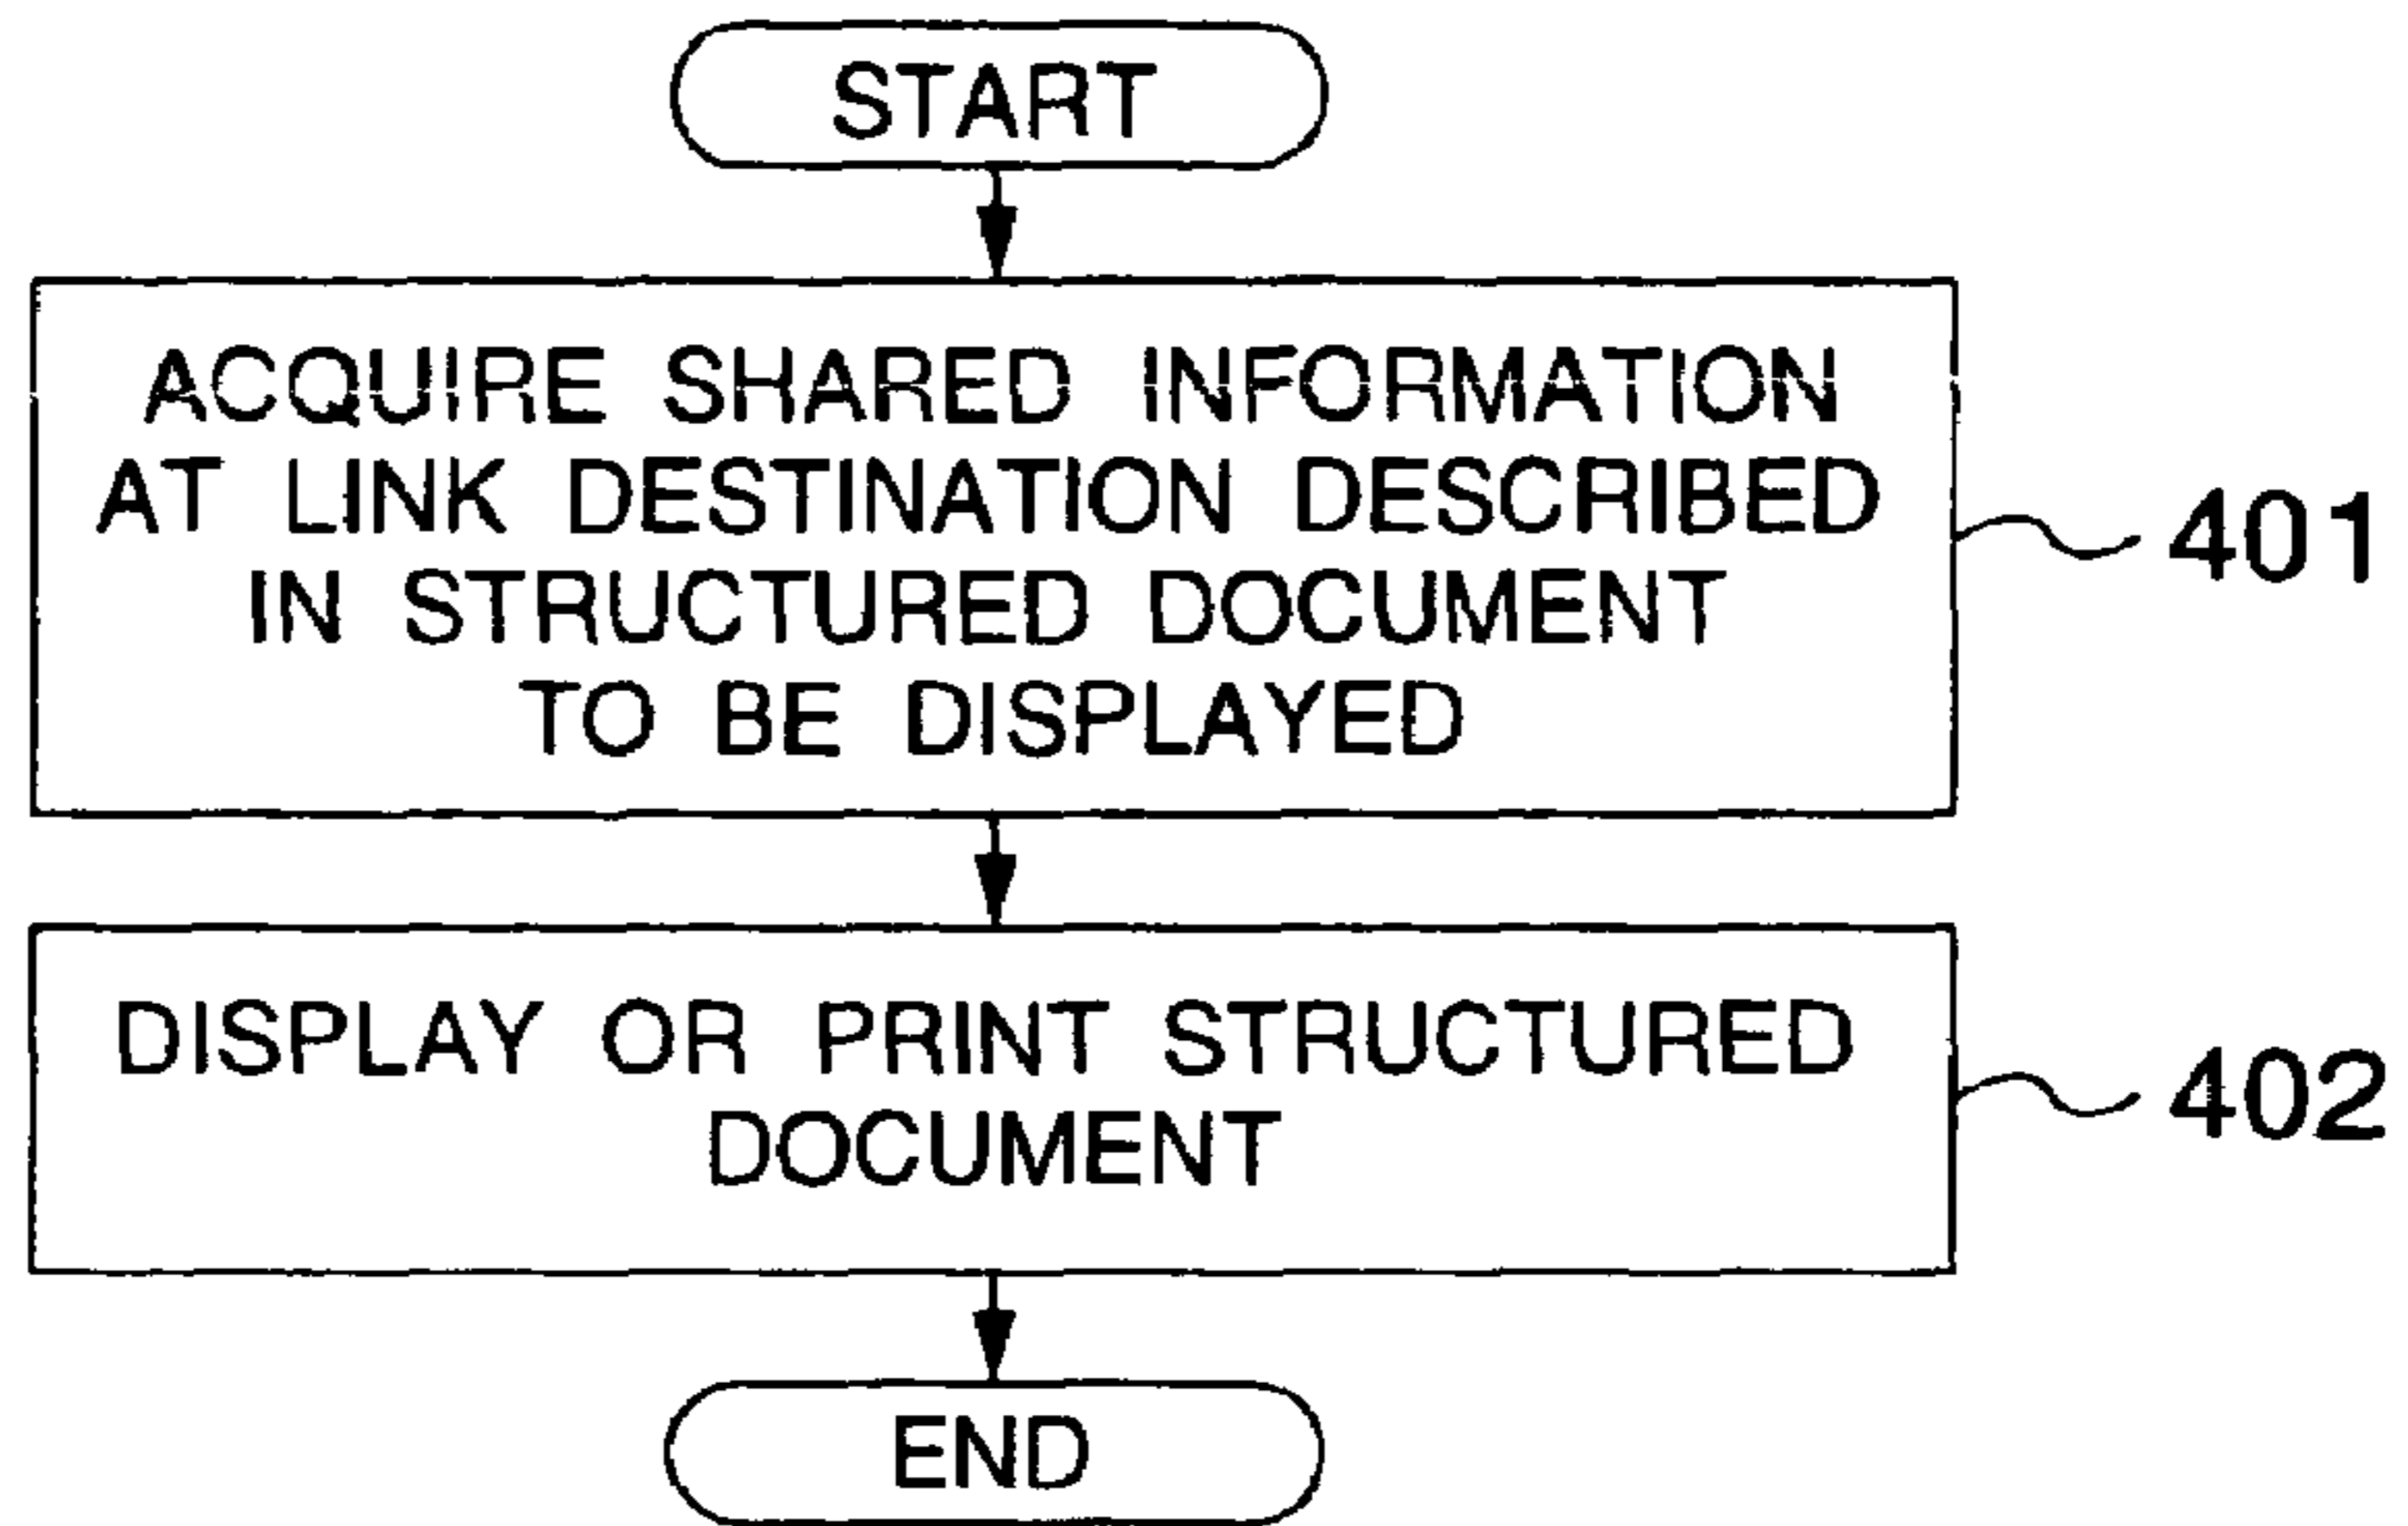 START
ACQUIRE SHARED INFORMATION
AT LINK DESTINATION DESCRIBED
IN STRUCTURED DOCUMENT
TO BE DISPLAYED
401
DISPLAY OR PRINT STRUCTURED
DOCUMENT
402
END